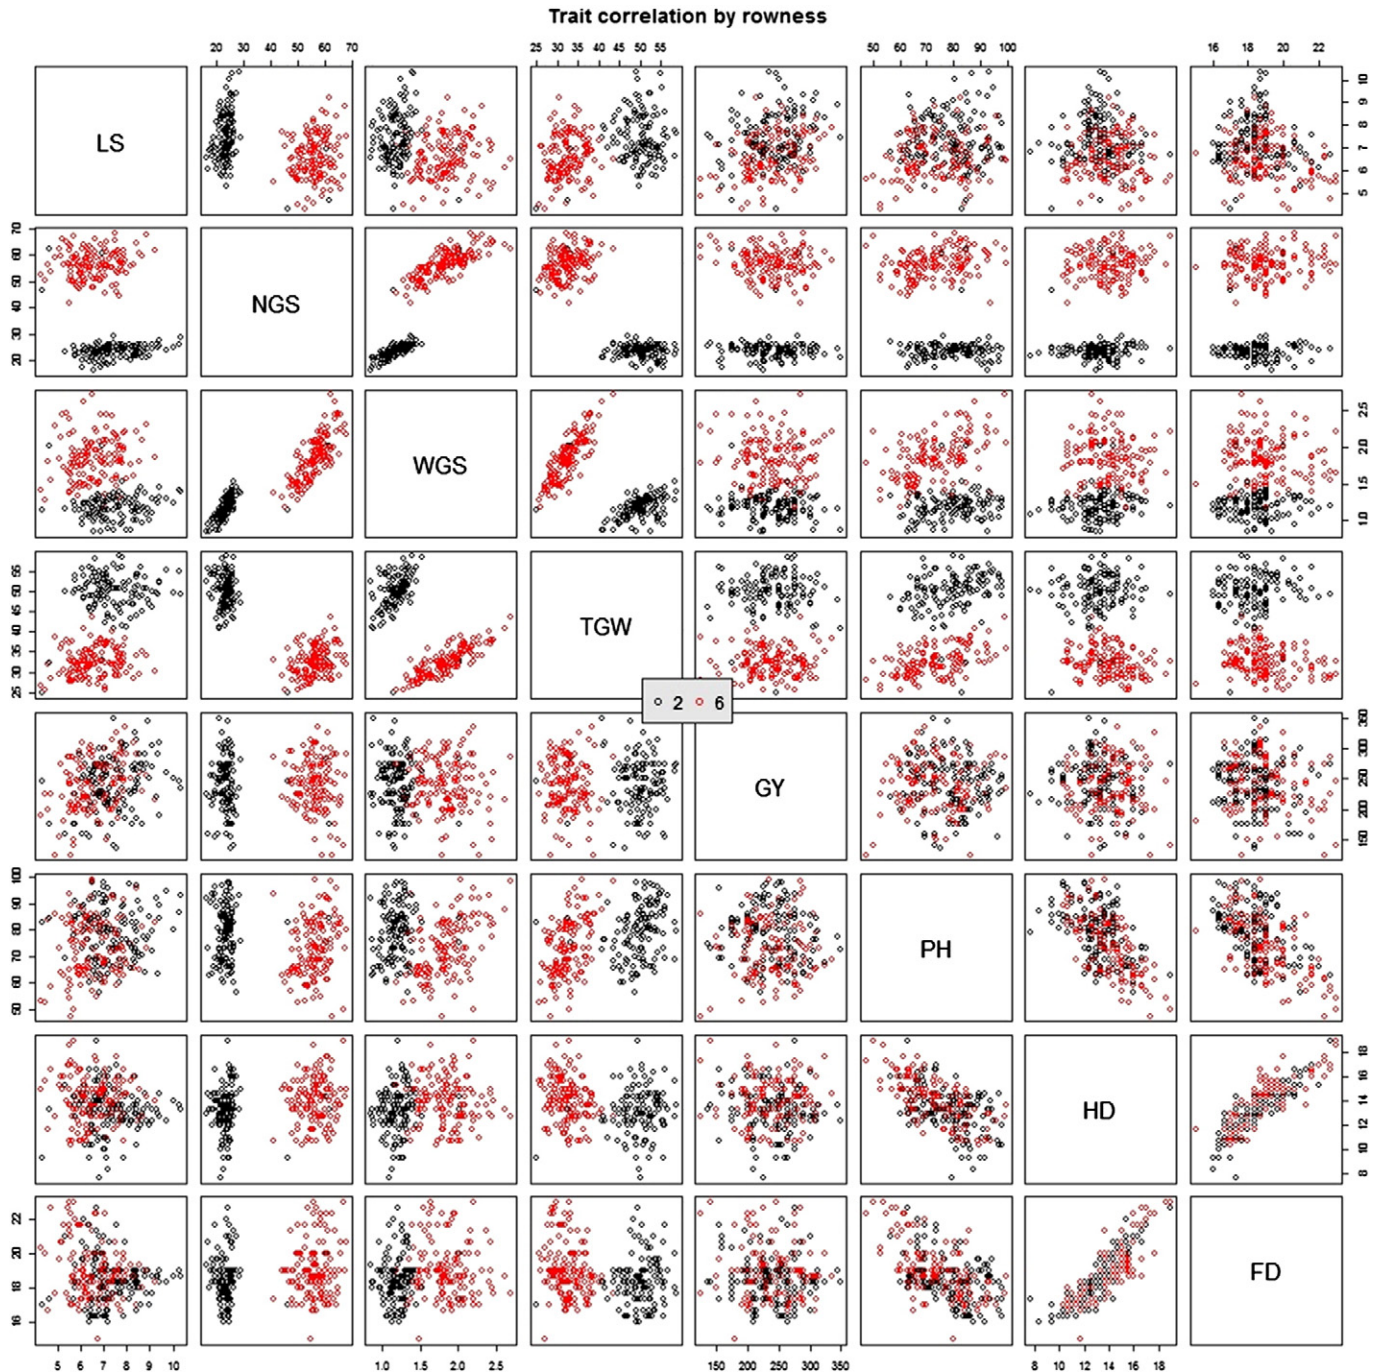 Trait correlation by rowness
20 30 40 50 60 70
25 30 35 40 45 50 55
50 60 70 80 90 100
16 18 20 22
LS
10 9 8 7 6 5
70 60 50 40 30 20
NGS
WGS
2.5 2.0 1.5 1.0
55 50 45 40 35 30 25
TGW
2 6
GY
350 300 250 200 150
100 90 80 70 60 50
PH
HD
18 16 14 12 10 8
22 20 18 16
FD
5 6 7 8 9 10
1.0 1.5 2.0 2.5
150 200 250 300 350
8 10 12 14 16 18